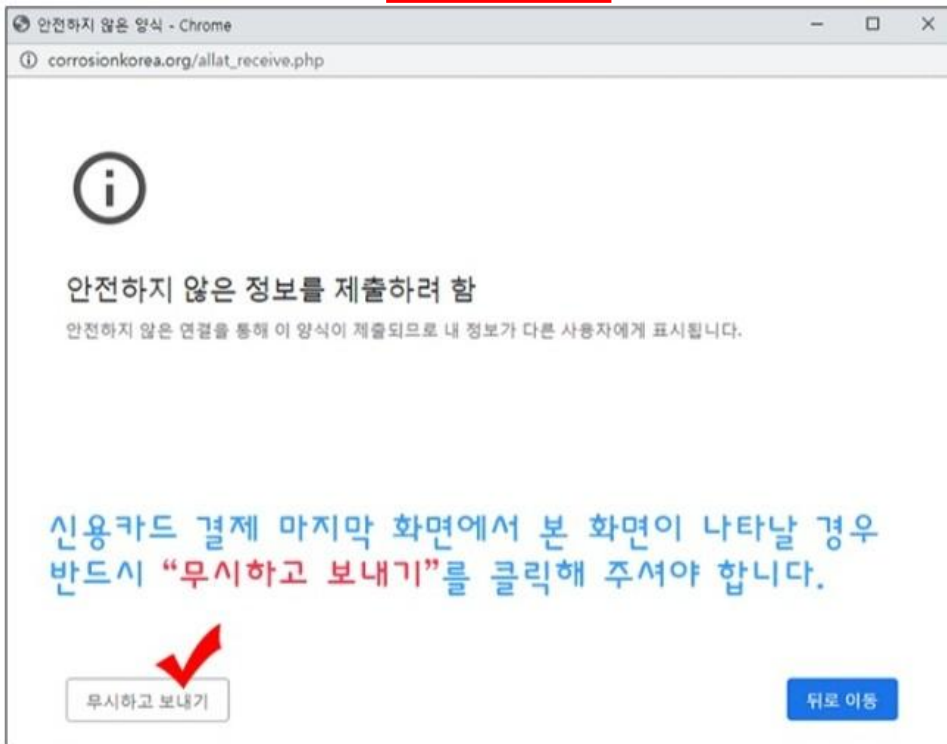 안전하지 않은 양식 - Chrome
corrosionkorea.org/allat_receive.php
안전하지 않은 정보를 제출하려 함
안전하지 않은 연결을 통해 이 양식이 제출되므로 내 정보가 다른 사용자에게 표시됩니다.
신용카드 결제 마지막 화면에서 본 화면이 나타날 경우
반드시 “무시하고 보내기”를 클릭해 주셔야 합니다.
무시하고 보내기
뒤로 이동